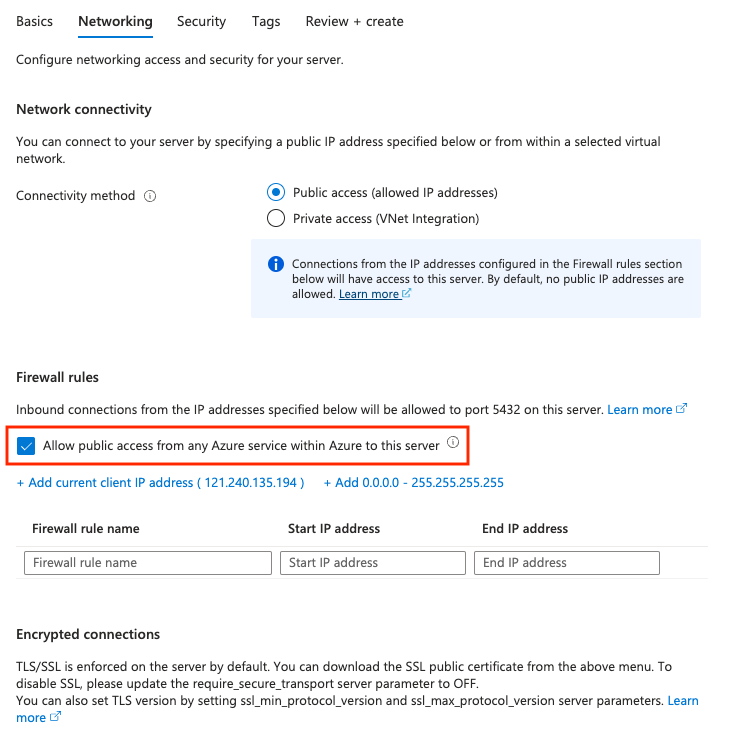 Basics Networking Security Tags Review + create
Configure networking access and security for your server.
Network connectivity
You can connect to your server by specifying a public IP address specified below or from within a selected virtual
network.
Connectivity method
Public access (allowed IP addresses)
Private access (VNet Integration)
Connections from the IP addresses configured in the Firewall rules section
below will have access to this server. By default, no public IP addresses are
allowed. Learn more
Firewall rules
Inbound connections from the IP addresses specified below will be allowed to port 5432 on this server. Learn more
Allow public access from any Azure service within Azure to this server
+ Add current client IP address ( 121.240.135.194 ) + Add 0.0.0.0 - 255.255.255.255
Firewall rule name Start IP address End IP address
Firewall rule name Start IP address End IP address
Encrypted connections
TLS/SSL is enforced on the server by default. You can download the SSL public certificate from the above menu. To
disable SSL, please update the require_secure_transport server parameter to OFF.
You can also set TLS version by setting ssl_min_protocol_version and ssl_max_protocol_version server parameters. Learn
more